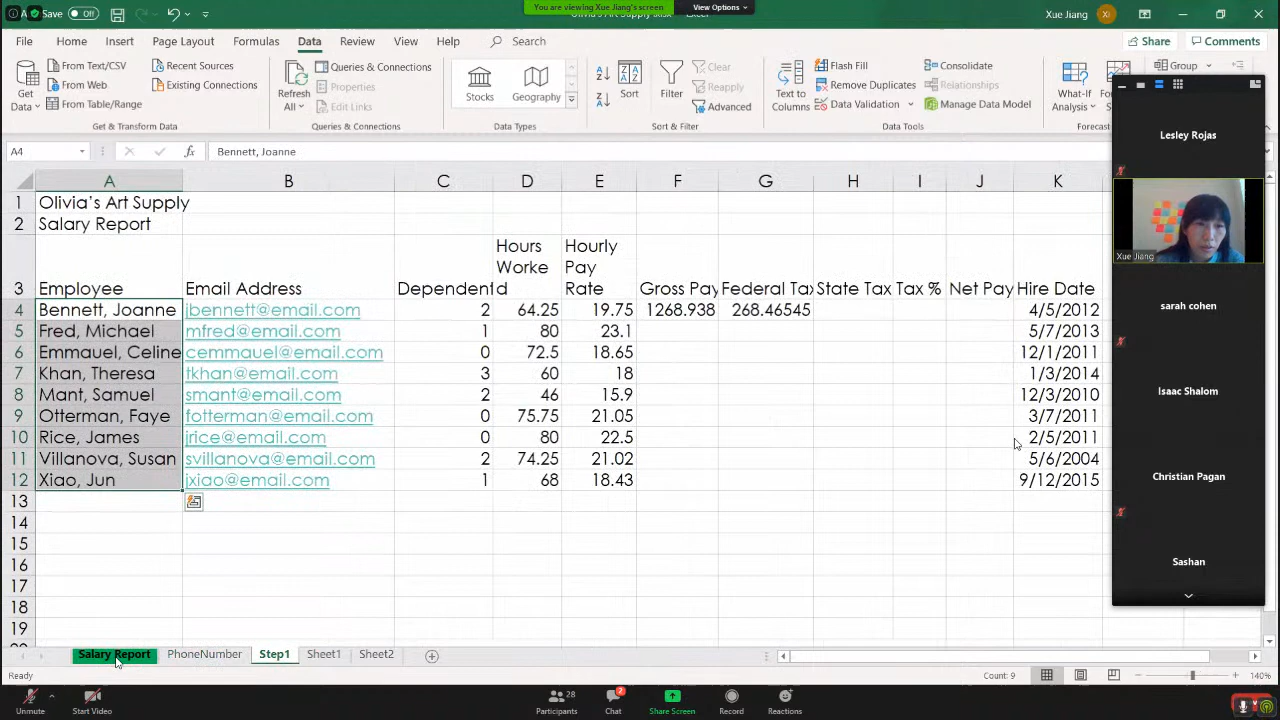 You are viewing Xue Jiang's screen View Options
Save Off Xue Jiang XJ
File Home Insert Page Layout Formulas Data Review View Help Search Share Comments
Get Data
From Text/CSV
From Web
From Table/Range
Recent Sources
Existing Connections
Get & Transform Data
Refresh All
Queries & Connections
Properties
Edit Links
Queries & Connections
Stocks
Geography
Data Types
Sort
Filter
Clear
Reapply
Advanced
Sort & Filter
Text to Columns
Flash Fill
Remove Duplicates
Data Validation
Consolidate
Relationships
Manage Data Model
Data Tools
What-If Analysis
Group
A4 fx Bennett, Joanne
A B C D E F G H I J K
1 Olivia's Art Supply
2 Salary Report
3 Employee Email Address Dependent Hours Worke d Hourly Pay Rate Gross Pay Federal Tax State Tax Tax % Net Pay Hire Date
4 Bennett, Joanne jbennett@email.com 2 64.25 19.75 1268.938 268.46545 4/5/2012
5 Fred, Michael mfred@email.com 1 80 23.1 5/7/2013
6 Emmauel, Celine cemmauel@email.com 0 72.5 18.65 12/1/2011
7 Khan, Theresa tkhan@email.com 3 60 18 1/3/2014
8 Mant, Samuel smant@email.com 2 46 15.9 12/3/2010
9 Otterman, Faye fotterman@email.com 0 75.75 21.05 3/7/2011
10 Rice, James jrice@email.com 0 80 22.5 2/5/2011
11 Villanova, Susan svillanova@email.com 2 74.25 21.02 5/6/2004
12 Xiao, Jun jxiao@email.com 1 68 18.43 9/12/2015
13
14
15
16
17
18
19
Salary Report PhoneNumber Step1 Sheet1 Sheet2
Ready Count: 9 140%
Lesley Rojas
Xue Jiang
sarah cohen
Isaac Shalom
Christian Pagan
Sashan
Unmute Start Video Participants 28 Chat 2 Share Screen Record Reactions